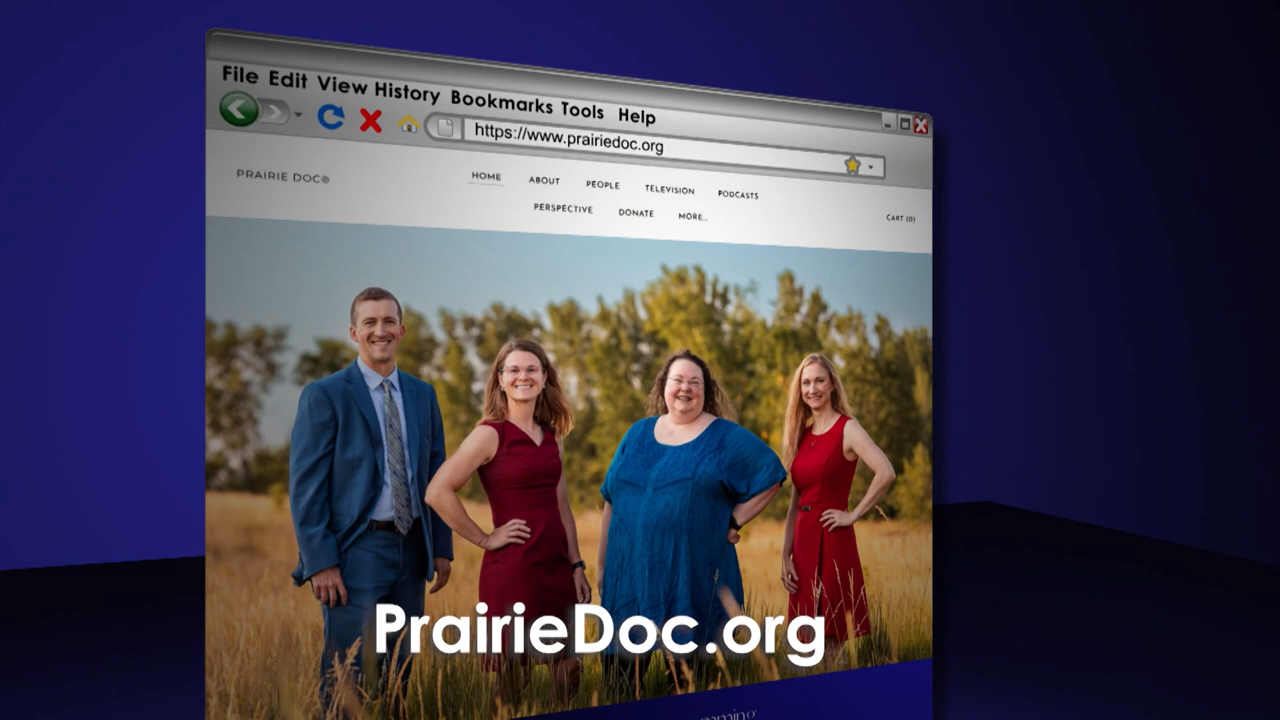 File Edit View History Bookmarks Tools Help
https://www.prairiedoc.org
PRAIRIE DOC®
HOME ABOUT PEOPLE TELEVISION PODCASTS
PERSPECTIVE DONATE MORE...
CART (0)
PrairieDoc.org